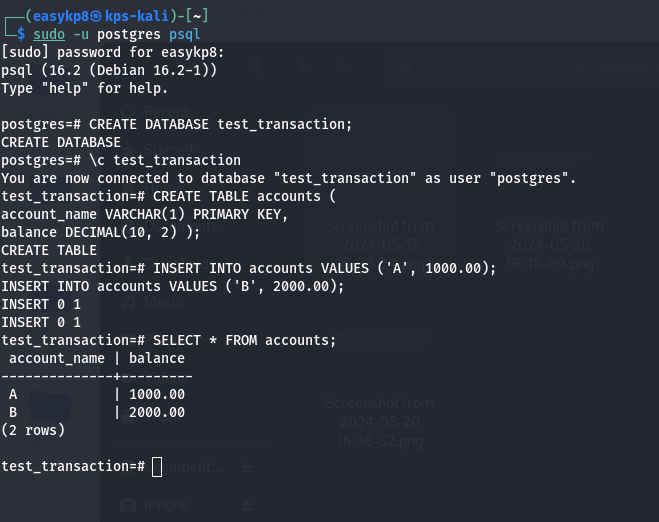 ┌──(easykp8㉿kps-kali)-[~]
└─$ sudo -u postgres psql
[sudo] password for easykp8:
psql (16.2 (Debian 16.2-1))
Type "help" for help.

postgres=# CREATE DATABASE test_transaction;
CREATE DATABASE
postgres=# \c test_transaction
You are now connected to database "test_transaction" as user "postgres".
test_transaction=# CREATE TABLE accounts (
account_name VARCHAR(1) PRIMARY KEY,
balance DECIMAL(10, 2) );
CREATE TABLE
test_transaction=# INSERT INTO accounts VALUES ('A', 1000.00);
INSERT INTO accounts VALUES ('B', 2000.00);
INSERT 0 1
INSERT 0 1
test_transaction=# SELECT * FROM accounts;
 account_name | balance
--------------+---------
 A            | 1000.00
 B            | 2000.00
(2 rows)

test_transaction=#
Recent
Starred
Screenshot from
2024-05-17
Screenshot from
2024-05-20
16-18-09.png
Music
Screenshot from
2024-05-20
16-18-32.png
iPhone